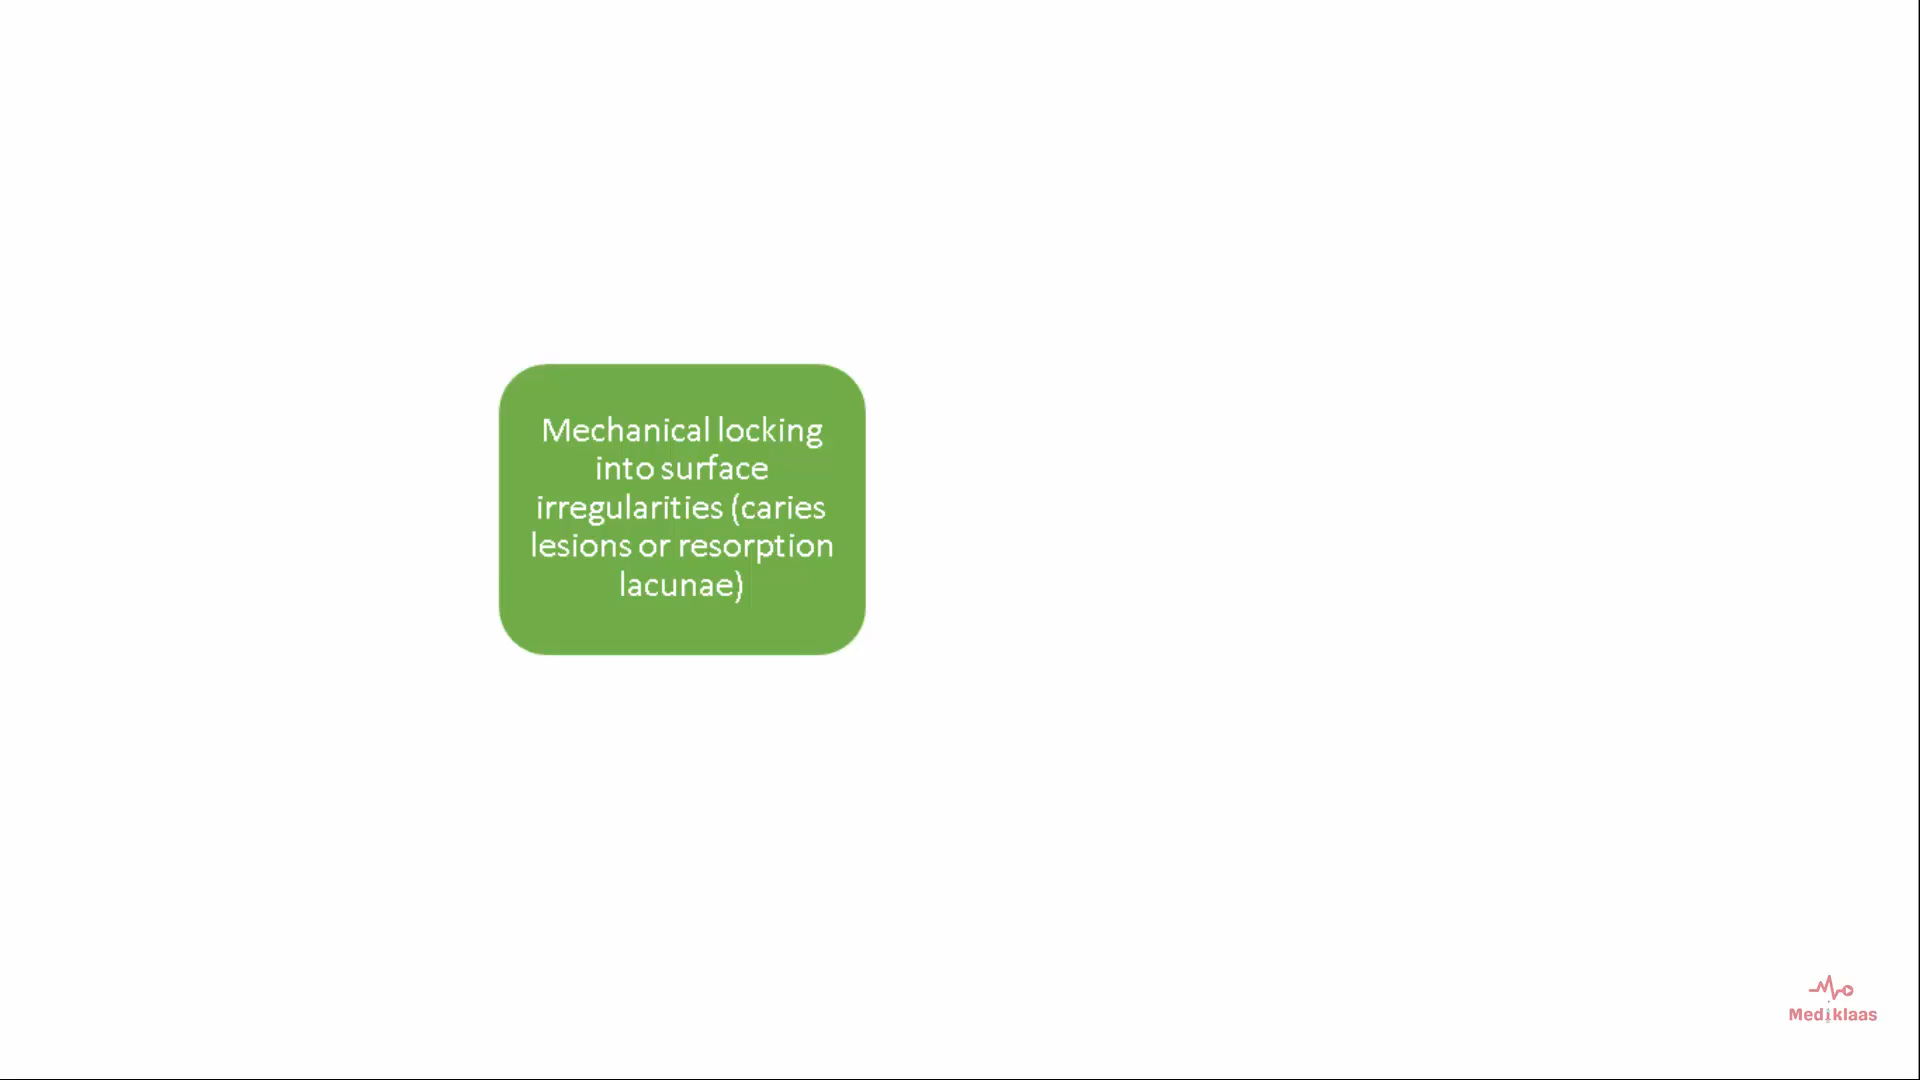 Mechanical locking
into surface
irregularities (caries
lesions or resorption
lacunae)
Mediklaas